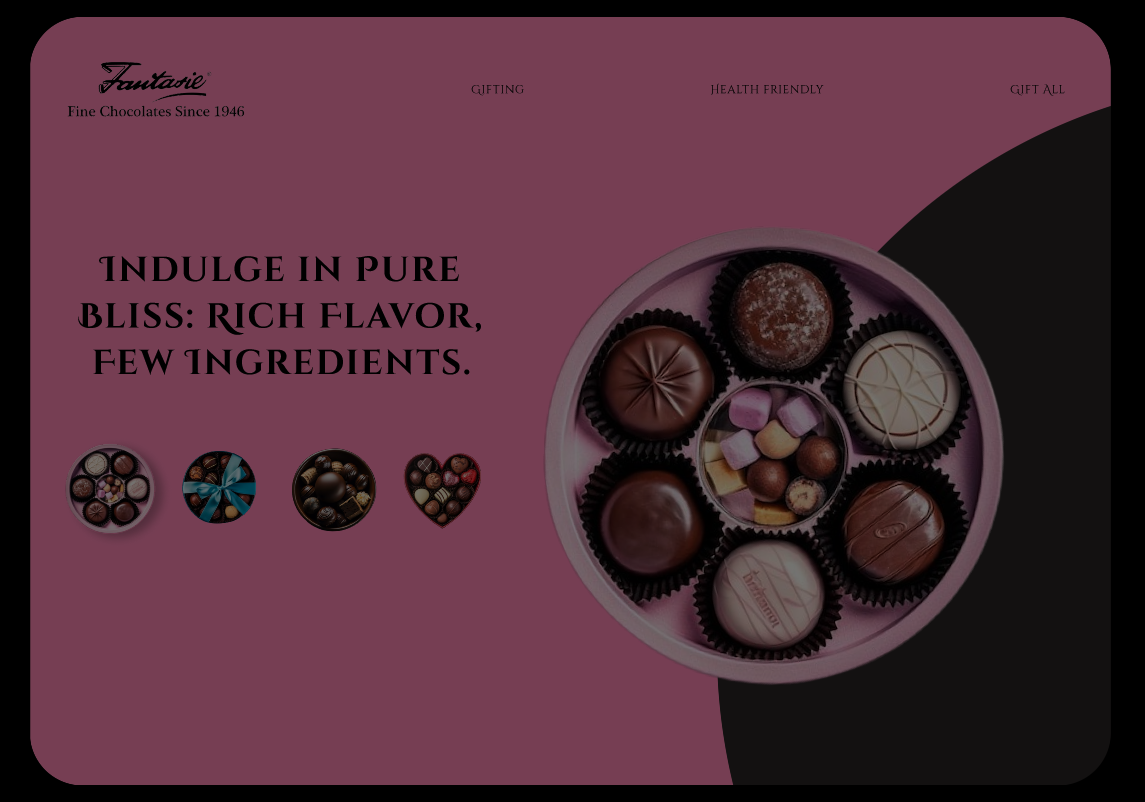 Fantasie
Fine Chocolates Since 1946
GIFTING
HEALTH FRIENDLY
GIFT ALL
INDULGE IN PURE
BLISS: RICH FLAVOR,
FEW INGREDIENTS.